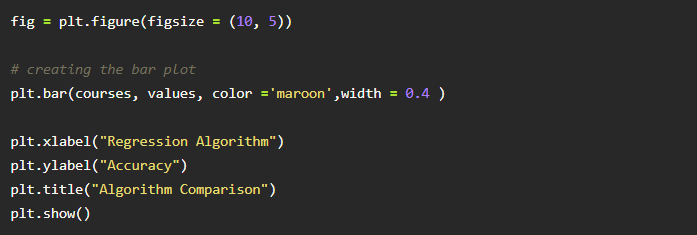 fig = plt.figure(figsize = (10, 5))
# creating the bar plot
plt.bar(courses, values, color ='maroon',width = 0.4 )
plt.xlabel("Regression Algorithm")
plt.ylabel("Accuracy")
plt.title("Algorithm Comparison")
plt.show()